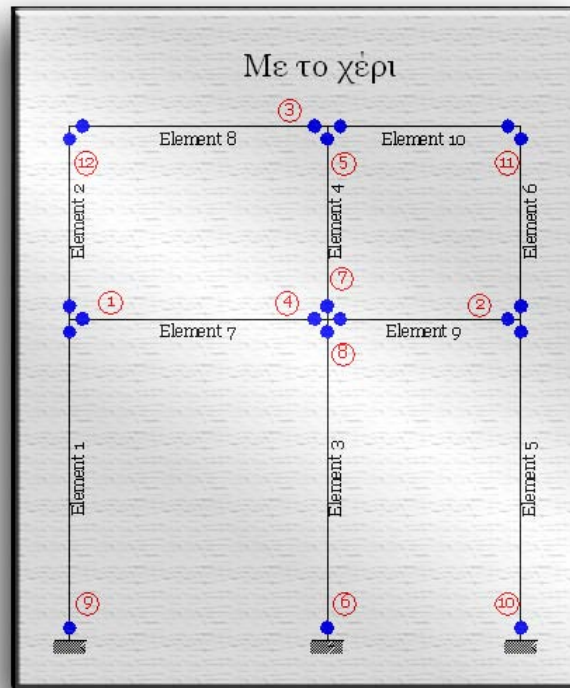 Με το χέρι
3
Element 8
Element 10
12
5
11
Element 2
Element 4
Element 6
7
1
4
2
Element 7
Element 9
8
Element 1
Element 3
Element 5
9
6
10